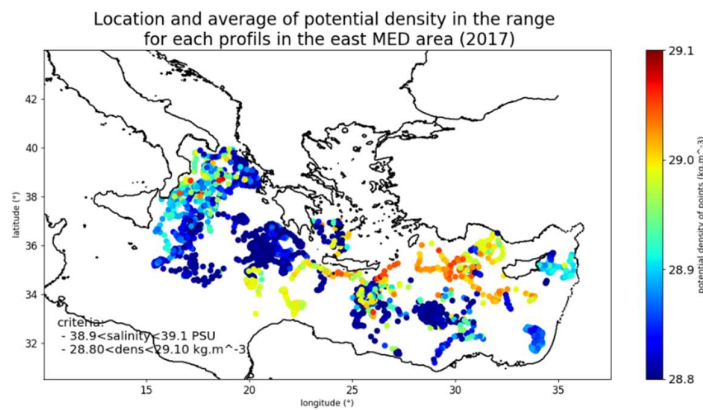 Location and average of potential density in the range
for each profils in the east MED area (2017)
42
40
38
36
34
32
latitude (°)
criteria:
- 38.9<salinity<39.1 PSU
- 28.80<dens<29.10 kg.m^-3
15
20
25
30
35
longitude (°)
29.1
29.0
28.9
28.8
potential density of points (kg.m^-3)